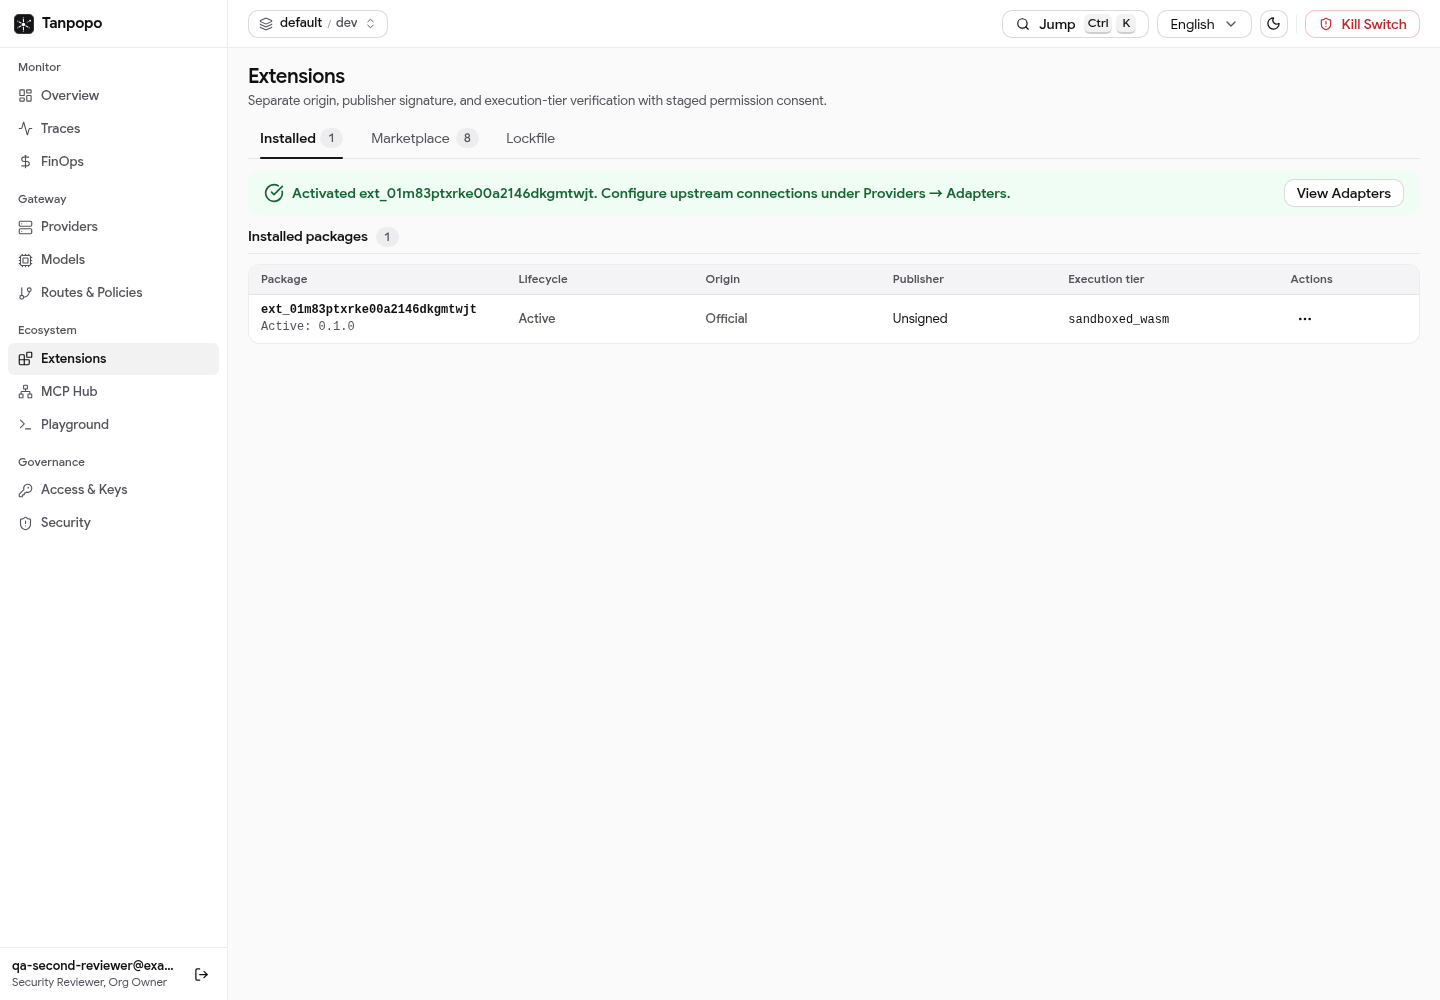 Tanpopo
default / dev
Jump Ctrl K
English
Kill Switch
Monitor
Overview
Traces
FinOps
Gateway
Providers
Models
Routes & Policies
Ecosystem
Extensions
MCP Hub
Playground
Governance
Access & Keys
Security
qa-second-reviewer@exa...
Security Reviewer, Org Owner
Extensions
Separate origin, publisher signature, and execution-tier verification with staged permission consent.
Installed 1 Marketplace 8 Lockfile
Activated ext_01m83ptxrke00a2146dkgmtwjt. Configure upstream connections under Providers → Adapters. View Adapters
Installed packages 1
Package Lifecycle Origin Publisher Execution tier Actions
ext_01m83ptxrke00a2146dkgmtwjt
Active: 0.1.0
Active Official Unsigned sandboxed_wasm